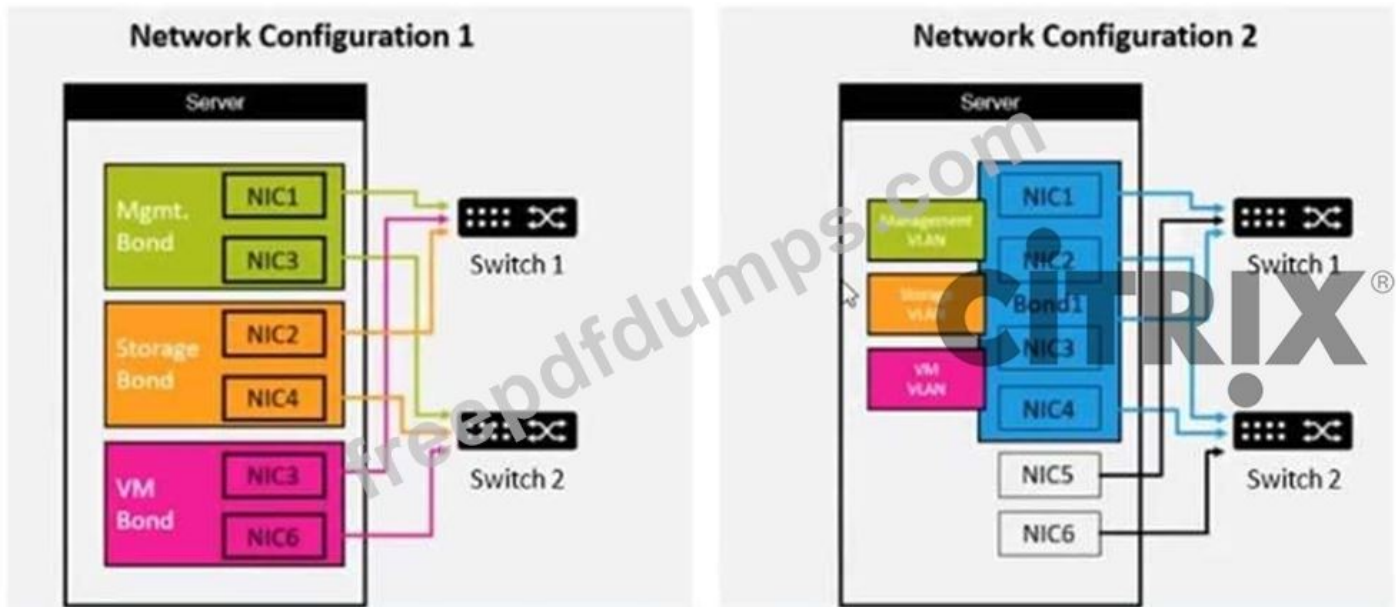 Network Configuration 1
Server
Mgmt.
Bond
NIC1
NIC3
Storage
Bond
NIC2
NIC4
VM
Bond
NIC3
NIC6
Switch 1
Switch 2
Network Configuration 2
Server
Management
VLAN
Storage
VLAN
VM
VLAN
NIC1
NIC2
Bond1
NIC3
NIC4
NIC5
NIC6
Switch 1
Switch 2
freepdfdumps.com
CITRIX®